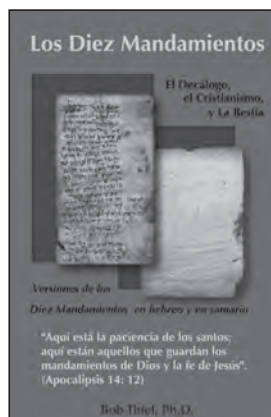 Los Diez Mandamientos
El Decálogo,
el Cristianismo,
y La Bestia
Versiones de los
Diez Mandamientos en hebreo y en samario
"Aquí está la paciencia de los santos;
aquí están aquellos que guardan los
mandamientos de Dios y la fe de Jesús".
(Apocalipsis 14: 12)
Bob Thiel, Ph.D.